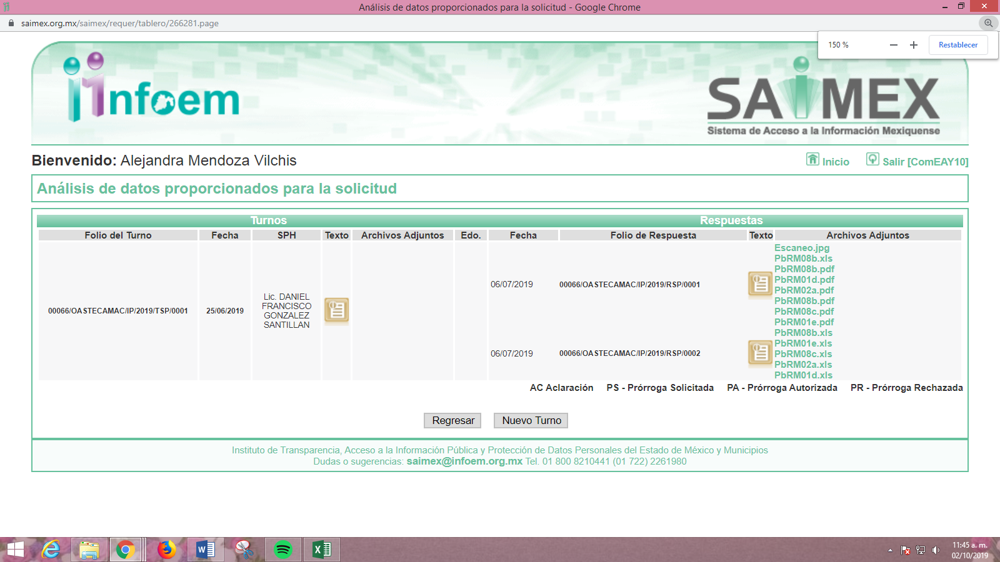 Análisis de datos proporcionados para la solicitud - Google Chrome
saimex.org.mx/saimex/requer/tablero/266281.page
150 %
Restablecer
infoem
SAIMEX
Sistema de Acceso a la Información Mexiquense
Bienvenido: Alejandra Mendoza Vilchis
Inicio
Salir [ComEAY10]
Análisis de datos proporcionados para la solicitud
Turnos
Respuestas
Folio del Turno
Fecha
SPH
Texto
Archivos Adjuntos
Edo.
Fecha
Folio de Respuesta
Texto
Archivos Adjuntos
00066/OASTECAMAC/IP/2019/TSP/0001
25/06/2019
Lic. DANIEL
FRANCISCO
GONZALEZ
SANTILLAN
06/07/2019
00066/OASTECAMAC/IP/2019/RSP/0001
Escaneo.jpg
PbRM08b.xls
PbRM08b.pdf
PbRM01d.pdf
PbRM02a.pdf
PbRM08b.pdf
PbRM08c.pdf
PbRM01e.pdf
06/07/2019
00066/OASTECAMAC/IP/2019/RSP/0002
PbRM08b.xls
PbRM01e.xls
PbRM08c.xls
PbRM02a.xls
PbRM01d.xls
AC Aclaración
PS - Prórroga Solicitada
PA - Prórroga Autorizada
PR - Prórroga Rechazada
Regresar
Nuevo Turno
Instituto de Transparencia, Acceso a la Información Pública y Protección de Datos Personales del Estado de México y Municipios
Dudas o sugerencias: saimex@infoem.org.mx Tel. 01 800 8210441 (01 722) 2261980
11:45 a. m.
02/10/2019